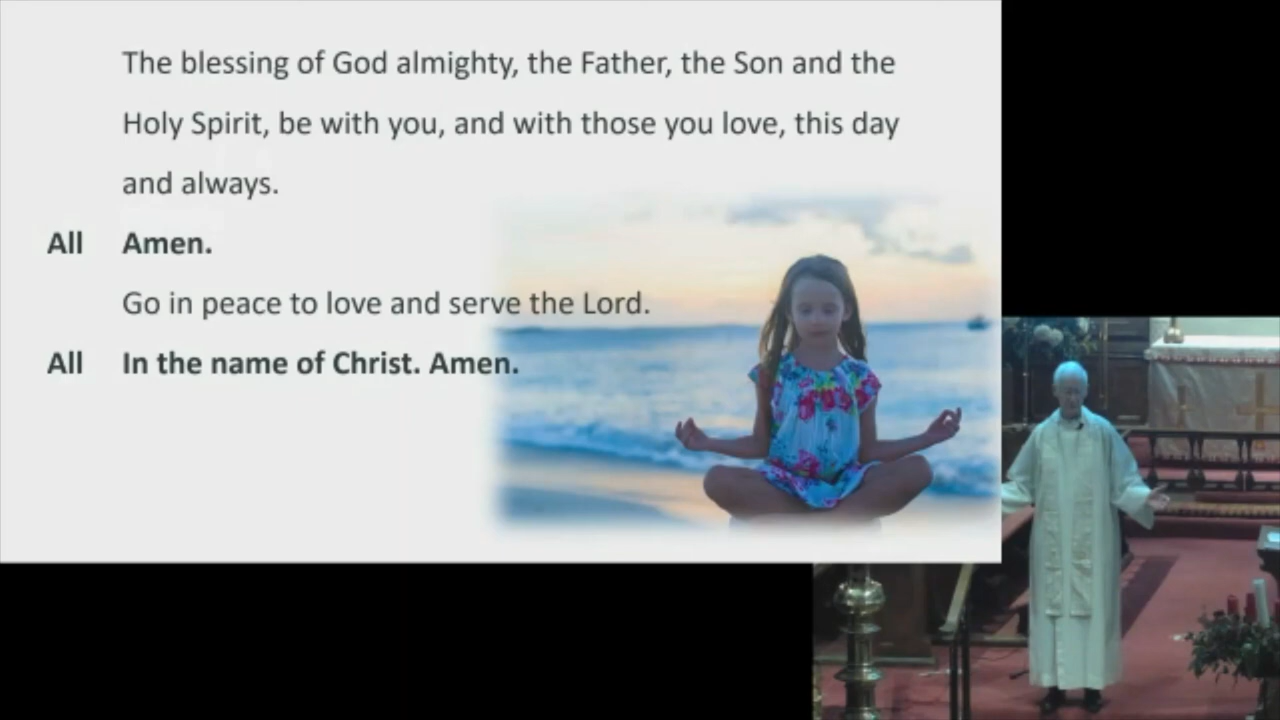 The blessing of God almighty, the Father, the Son and the
Holy Spirit, be with you, and with those you love, this day
and always.
All Amen.
Go in peace to love and serve the Lord.
All In the name of Christ. Amen.